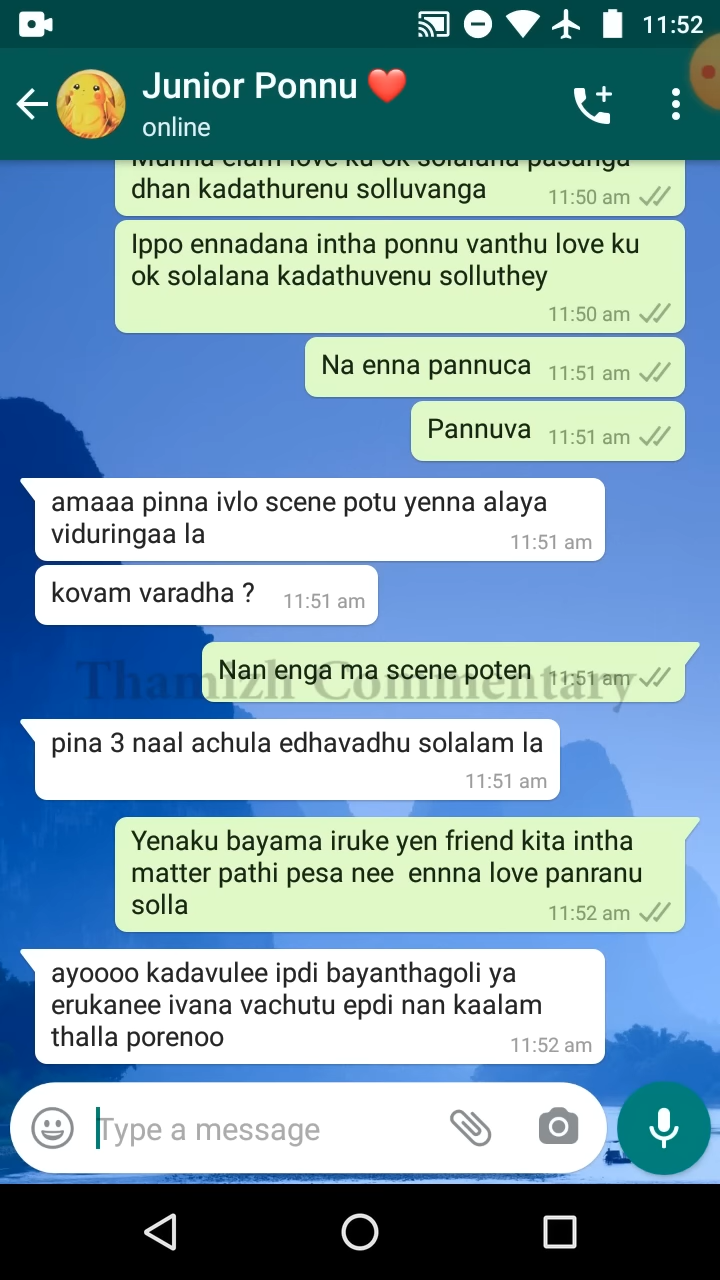 11:52
Junior Ponnu ❤️
online
Munna elam love ku ok solalana pasanga
dhan kadathurenu solluvanga 11:50 am
Ippo ennadana intha ponnu vanthu love ku
ok solalana kadathuvenu solluthey
11:50 am
Na enna pannuca 11:51 am
Pannuva 11:51 am
amaaa pinna ivlo scene potu yenna alaya
viduringaa la 11:51 am
kovam varadha ? 11:51 am
Nan enga ma scene poten 11:51 am
Thamizh Commentary
pina 3 naal achula edhavadhu solalam la
11:51 am
Yenaku bayama iruke yen friend kita intha
matter pathi pesa nee  ennna love panranu
solla 11:52 am
ayoooo kadavulee ipdi bayanthagoli ya
erukanee ivana vachutu epdi nan kaalam
thalla porenoo 11:52 am
Type a message